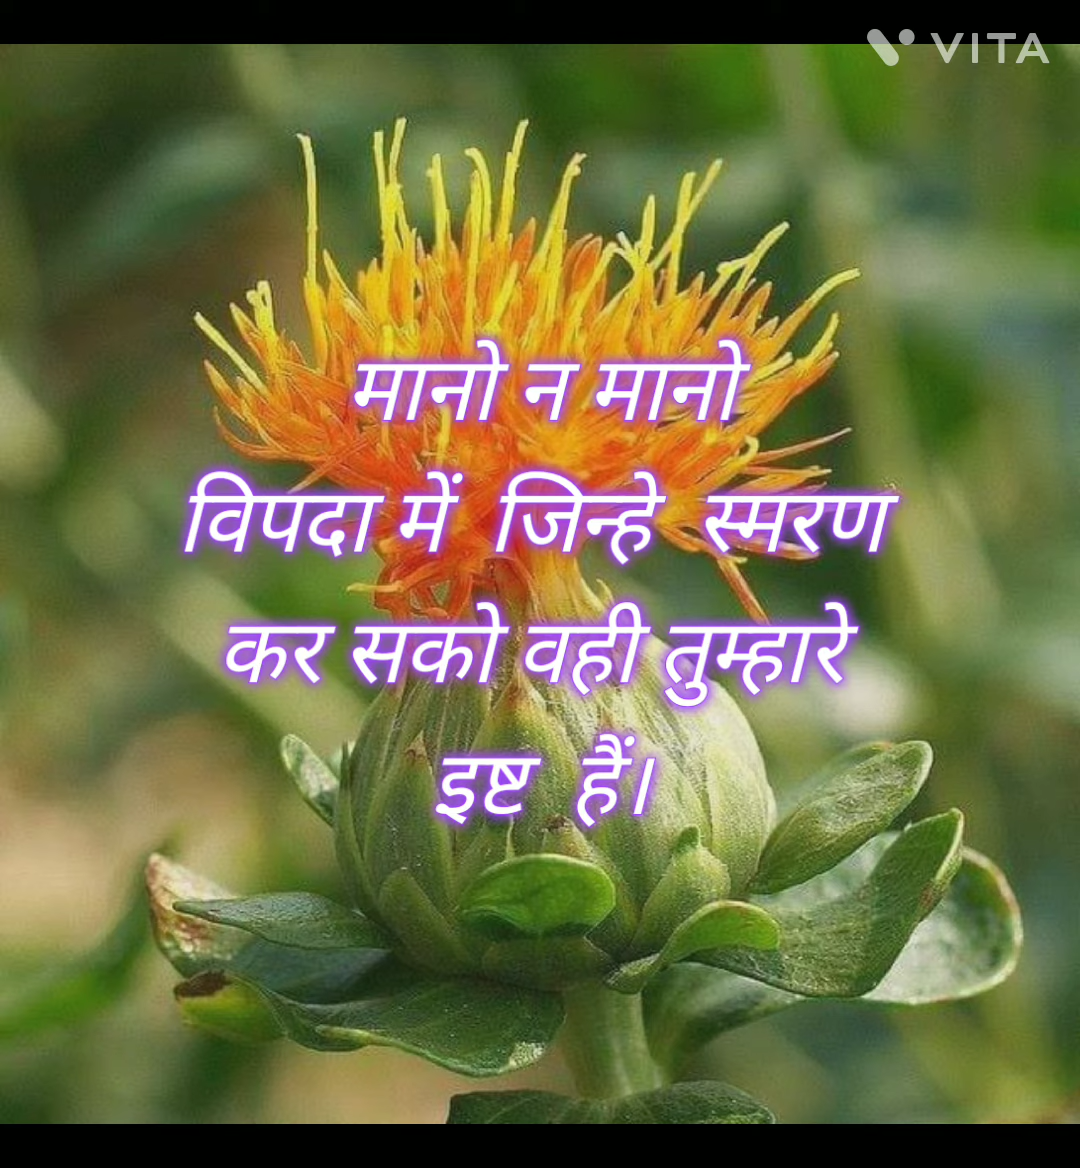 VITA
मानो न मानो
विपदा में जिन्हे स्मरण
कर सको वही तुम्हारे
इष्ट हैं।